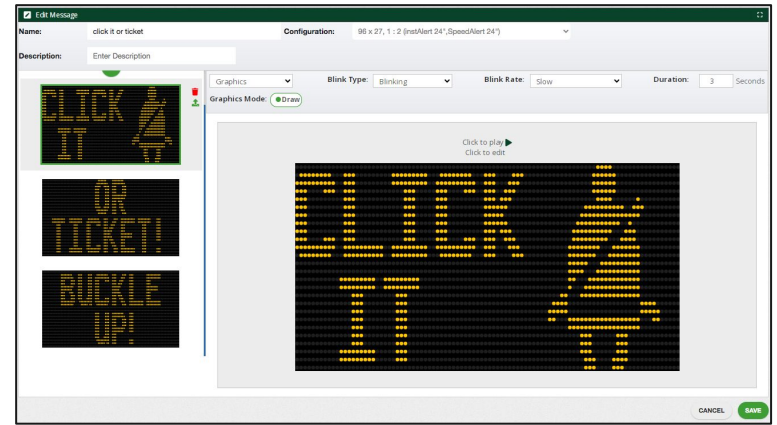 Edit Message
Name: click it or ticket Configuration: 96 x 27, 1 : 2 (instAlert 24",SpeedAlert 24")
Description: Enter Description
Graphics Blink Type: Blinking Blink Rate: Slow Duration: 3 Seconds
Graphics Mode: Draw
CLICK
IT
OR
TICKET!
BUCKLE
UP!
Click to play
Click to edit
CLICK
IT
CANCEL SAVE